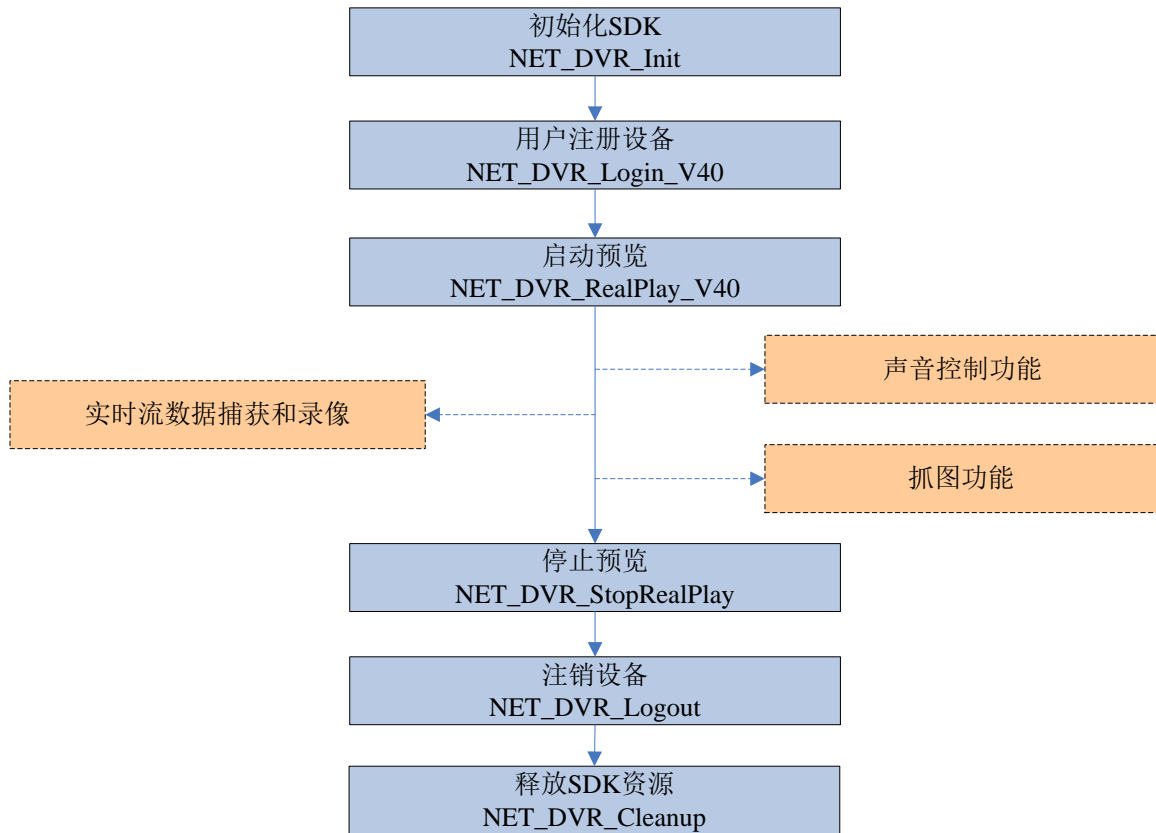 初始化SDK
NET_DVR_Init
用户注册设备
NET_DVR_Login_V40
启动预览
NET_DVR_RealPlay_V40
声音控制功能
实时流数据捕获和录像
抓图功能
停止预览
NET_DVR_StopRealPlay
注销设备
NET_DVR_Logout
释放SDK资源
NET_DVR_Cleanup